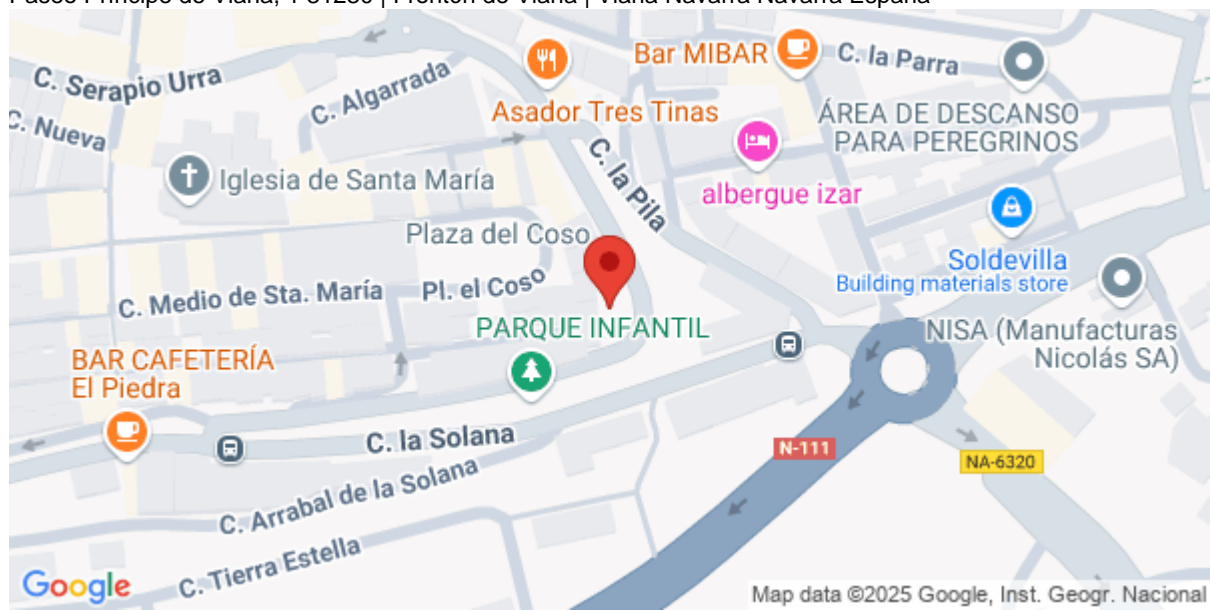 C. Serapio Urra
C. Algarrada
C. Nueva
Iglesia de Santa María
Asador Tres Tinas
Bar MIBAR
C. la Parra
ÁREA DE DESCANSO
PARA PEREGRINOS
albergue izar
C. la Pila
Plaza del Coso
Pl. el Coso
C. Medio de Sta. María
PARQUE INFANTIL
Soldevilla
Building materials store
NISA (Manufacturas
Nicolás SA)
BAR CAFETERÍA
El Piedra
C. la Solana
N-111
NA-6320
C. Arrabal de la Solana
C. Tierra Estella
Google
Map data ©2025 Google, Inst. Geogr. Nacional